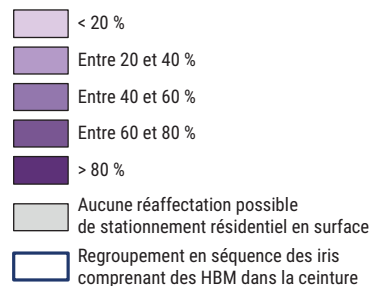 < 20 %
Entre 20 et 40 %
Entre 40 et 60 %
Entre 60 et 80 %
> 80 %
Aucune réaffectation possible
de stationnement résidentiel en surface
Regroupement en séquence des iris
comprenant des HBM dans la ceinture